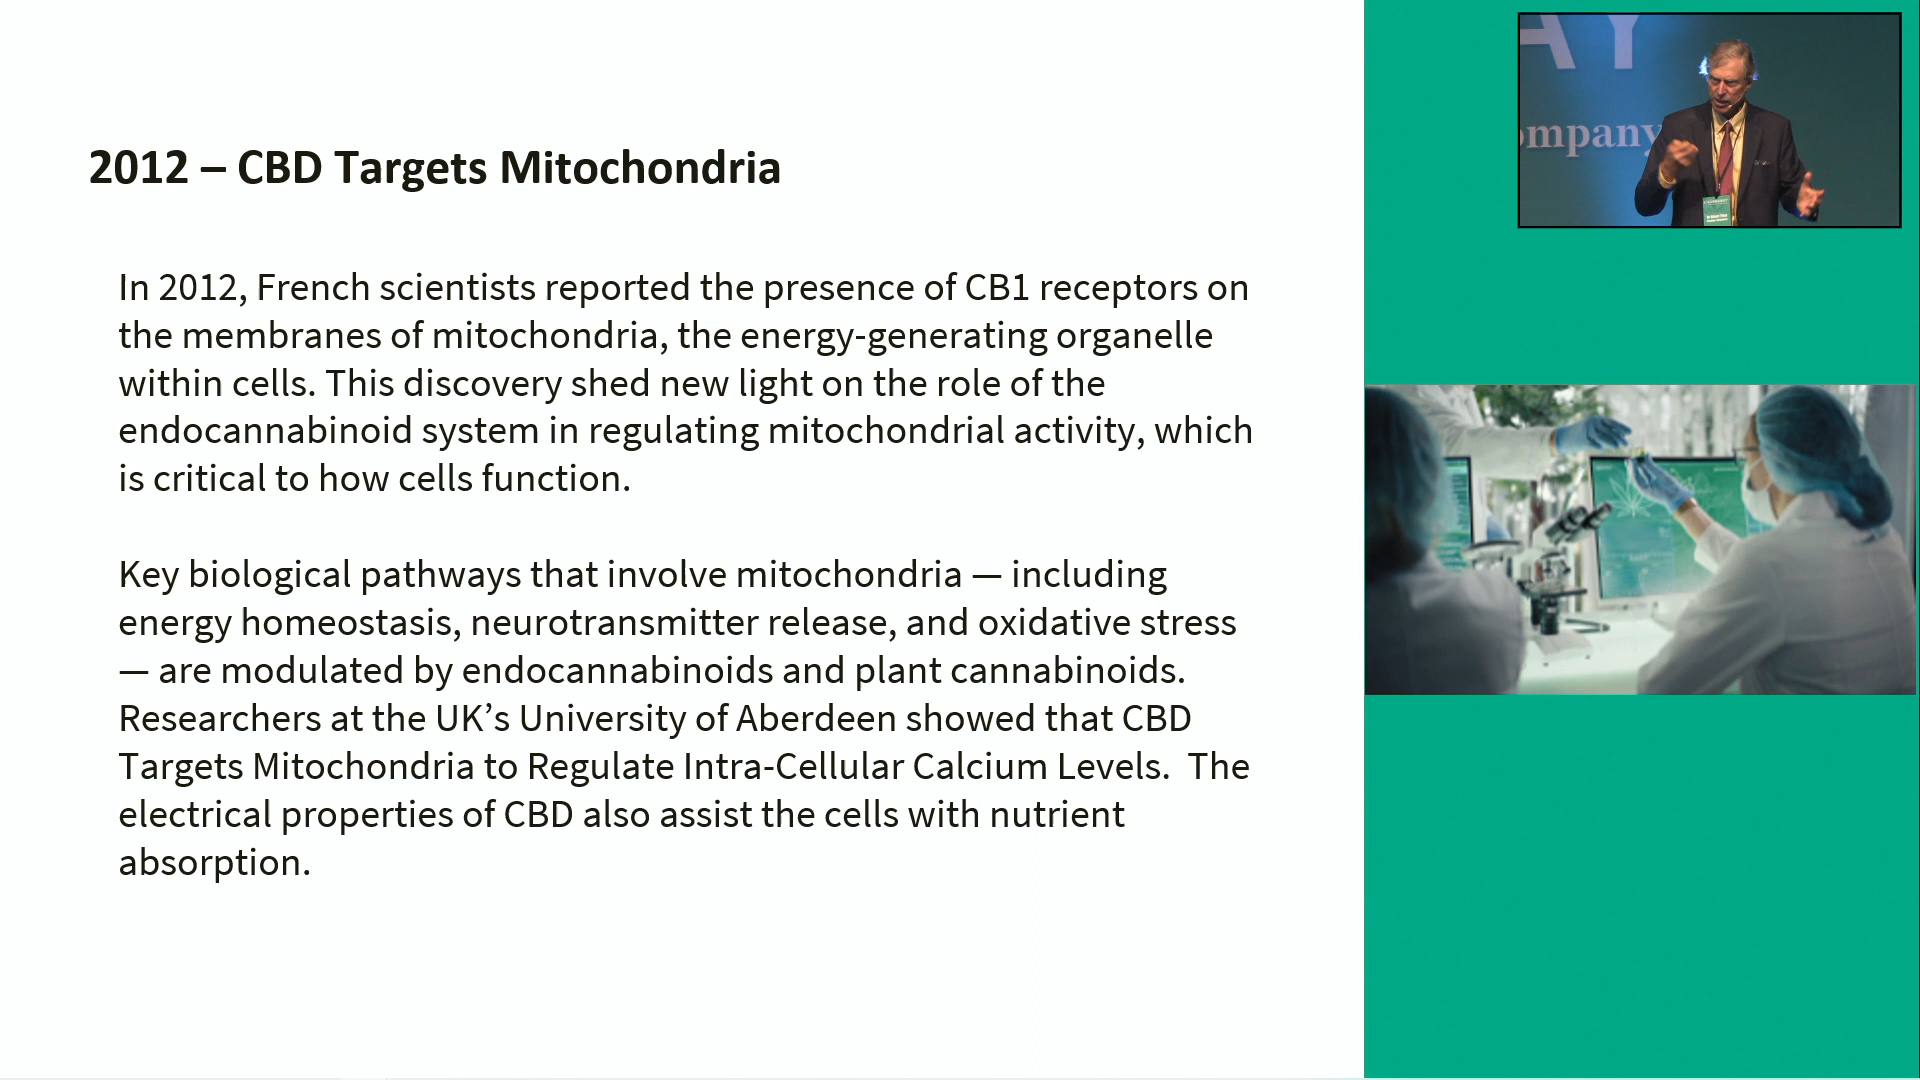 2012 – CBD Targets Mitochondria
In 2012, French scientists reported the presence of CB1 receptors on
the membranes of mitochondria, the energy-generating organelle
within cells. This discovery shed new light on the role of the
endocannabinoid system in regulating mitochondrial activity, which
is critical to how cells function.
Key biological pathways that involve mitochondria — including
energy homeostasis, neurotransmitter release, and oxidative stress
— are modulated by endocannabinoids and plant cannabinoids.
Researchers at the UK’s University of Aberdeen showed that CBD
Targets Mitochondria to Regulate Intra-Cellular Calcium Levels.  The
electrical properties of CBD also assist the cells with nutrient
absorption.
AY
ompany